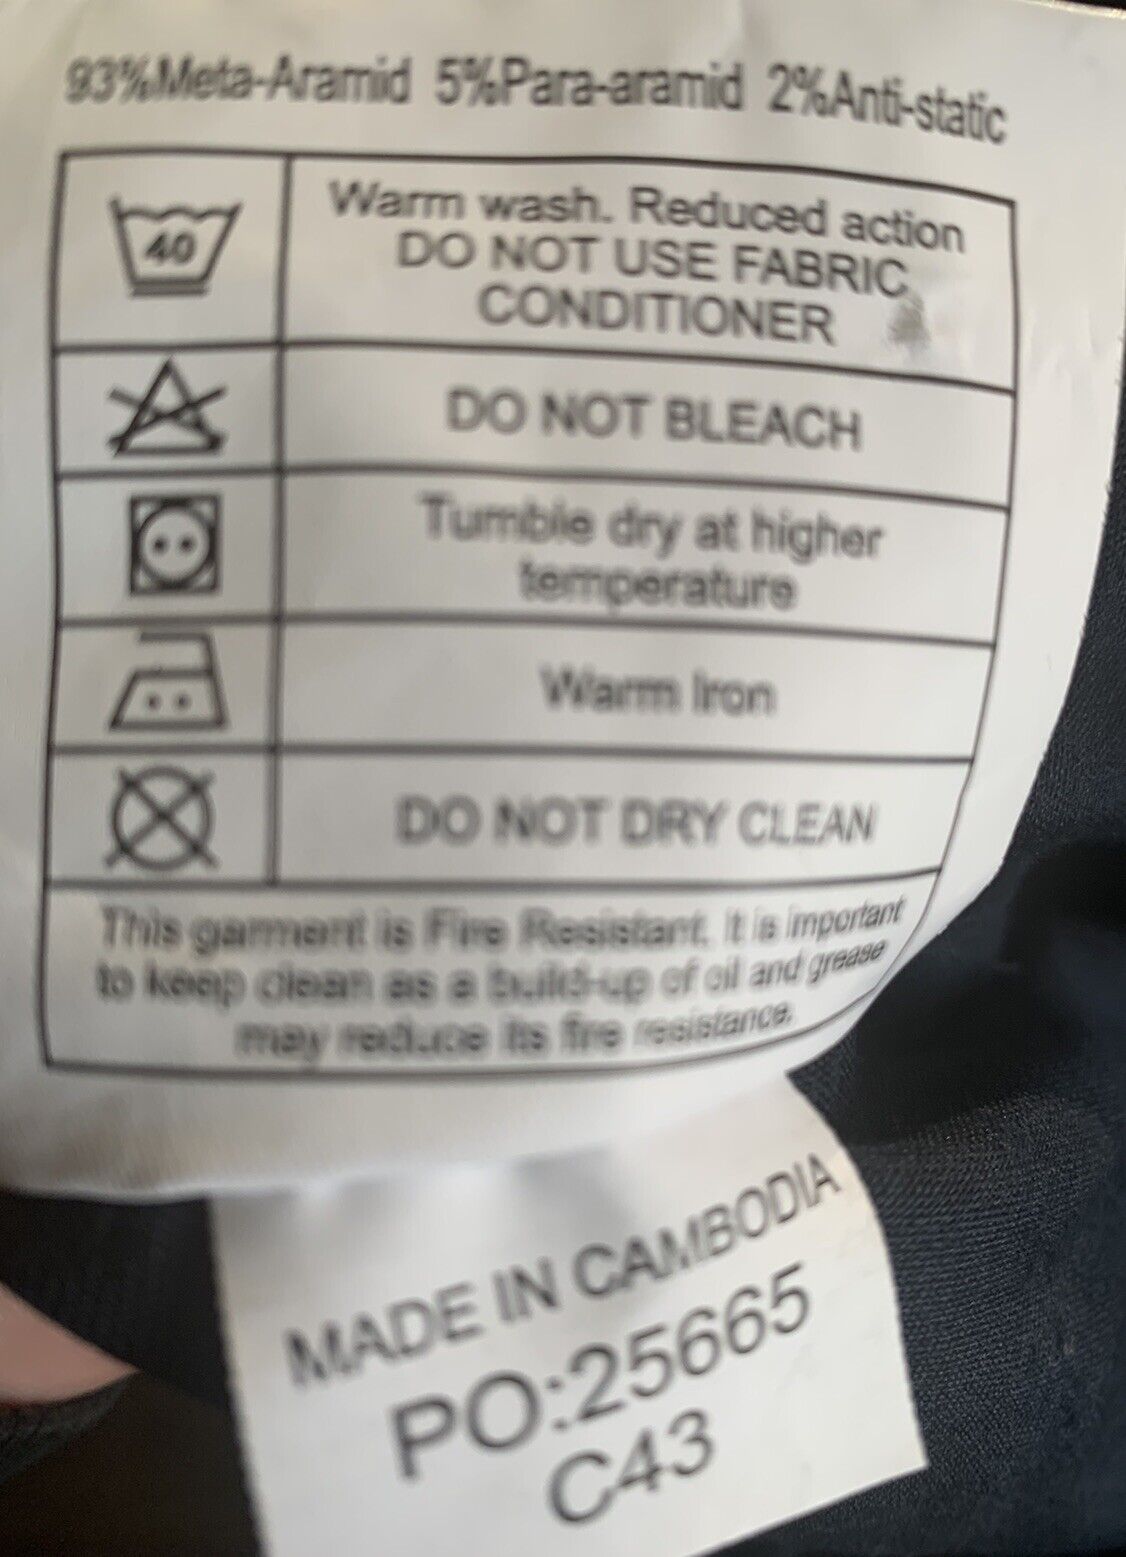 93%Meta-Aramid 5%Para-aramid 2%Anti-static
40
Warm wash. Reduced action
DO NOT USE FABRIC
CONDITIONER
DO NOT BLEACH
Tumble dry at higher
temperature
Warm Iron
DO NOT DRY CLEAN
This garment is Fire Resistant. It is important
to keep clean as a build-up of oil and grease
may reduce its fire resistance.
MADE IN CAMBODIA
PO:25665
C43